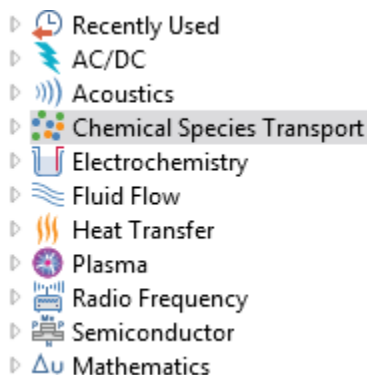 Recently Used
AC/DC
Acoustics
Chemical Species Transport
Electrochemistry
Fluid Flow
Heat Transfer
Plasma
Radio Frequency
Semiconductor
Δu Mathematics